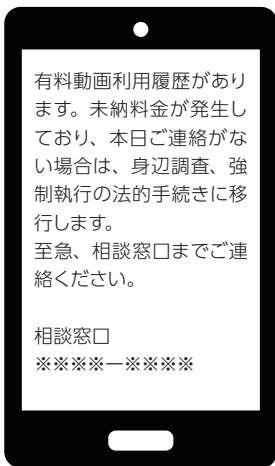 有料動画利用履歴があり
ます。未納料金が発生し
ており、本日ご連絡がな
い場合は、身辺調査、強
制執行の法的手続きに移
行します。
至急、相談窓口までご連
絡ください。
相談窓口
※※※※ー※※※※